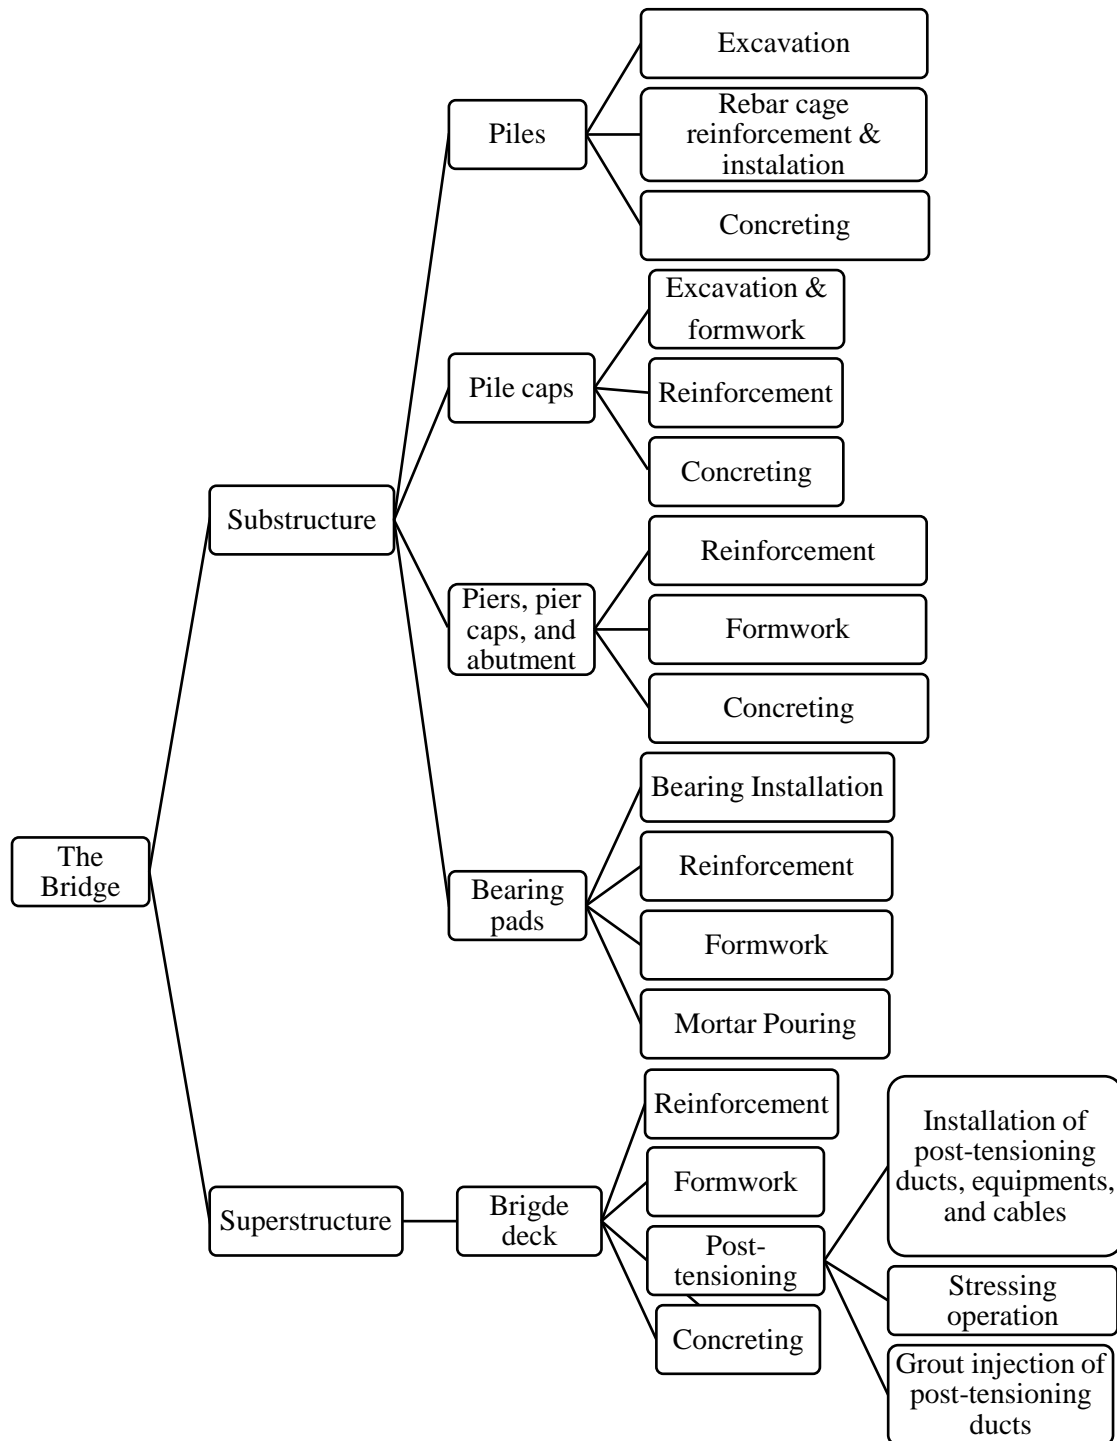 Excavation
Rebar cage
reinforcement &
instalation
Concreting
Piles
Excavation &
formwork
Reinforcement
Concreting
Pile caps
Substructure
Reinforcement
Formwork
Concreting
Piers, pier
caps, and
abutment
Bearing Installation
Reinforcement
Formwork
Mortar Pouring
Bearing
pads
The
Bridge
Reinforcement
Formwork
Post-
tensioning
Concreting
Superstructure
Brigde
deck
Installation of
post-tensioning
ducts, equipments,
and cables
Stressing
operation
Grout injection of
post-tensioning
ducts